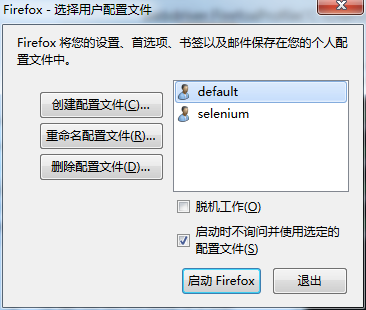 Firefox - 选择用户配置文件
Firefox 将您的设置、首选项、书签以及邮件保存在您的个人配
置文件中。
创建配置文件(C)...
重命名配置文件(R)...
删除配置文件(D)...
default
selenium
脱机工作(O)
启动时不询问并使用选定的
配置文件(S)
启动 Firefox
退出